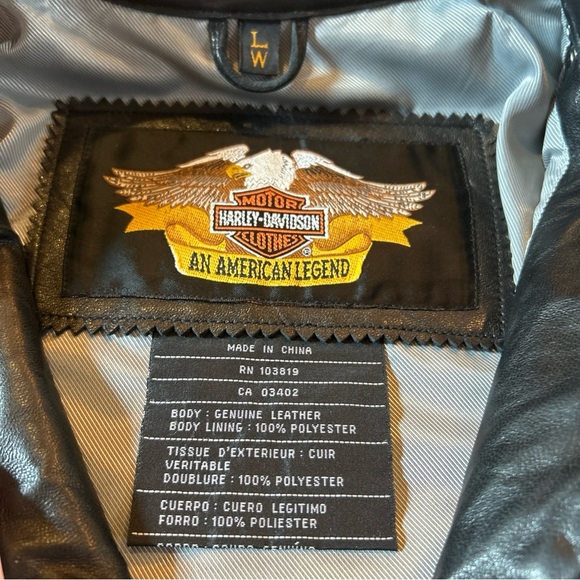 L
W
MOTOR
HARLEY-DAVIDSON
CLOTHES
®
AN AMERICAN LEGEND
MADE IN CHINA
RN 103819
CA 03402
BODY : GENUINE LEATHER
BODY LINING : 100% POLYESTER
TISSUE D'EXTERIEUR : CUIR
VERITABLE
DOUBLURE : 100% POLYESTER
CUERPO : CUERO LEGITIMO
FORRO : 100% POLIESTER